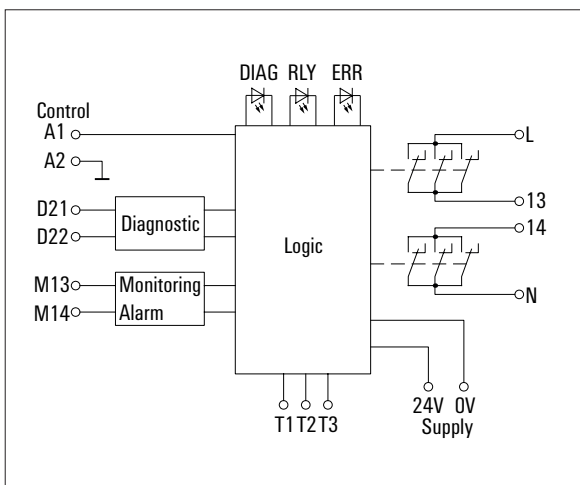 DIAG RLY ERR
Control
A1
A2
D21
D22
Diagnostic
M13
M14
Monitoring
Alarm
Logic
L
13
14
N
T1 T2 T3
24V 0V
Supply